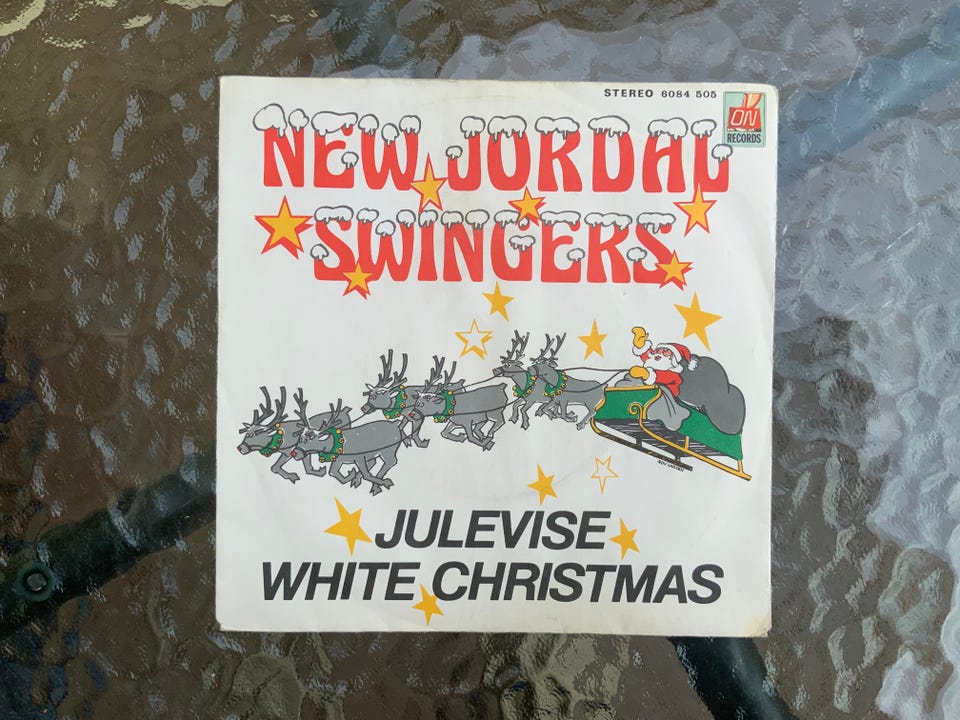 STEREO 6084 505
ON
RECORDS
NEW JORDAL
SWINGERS
JULEVISE
WHITE CHRISTMAS